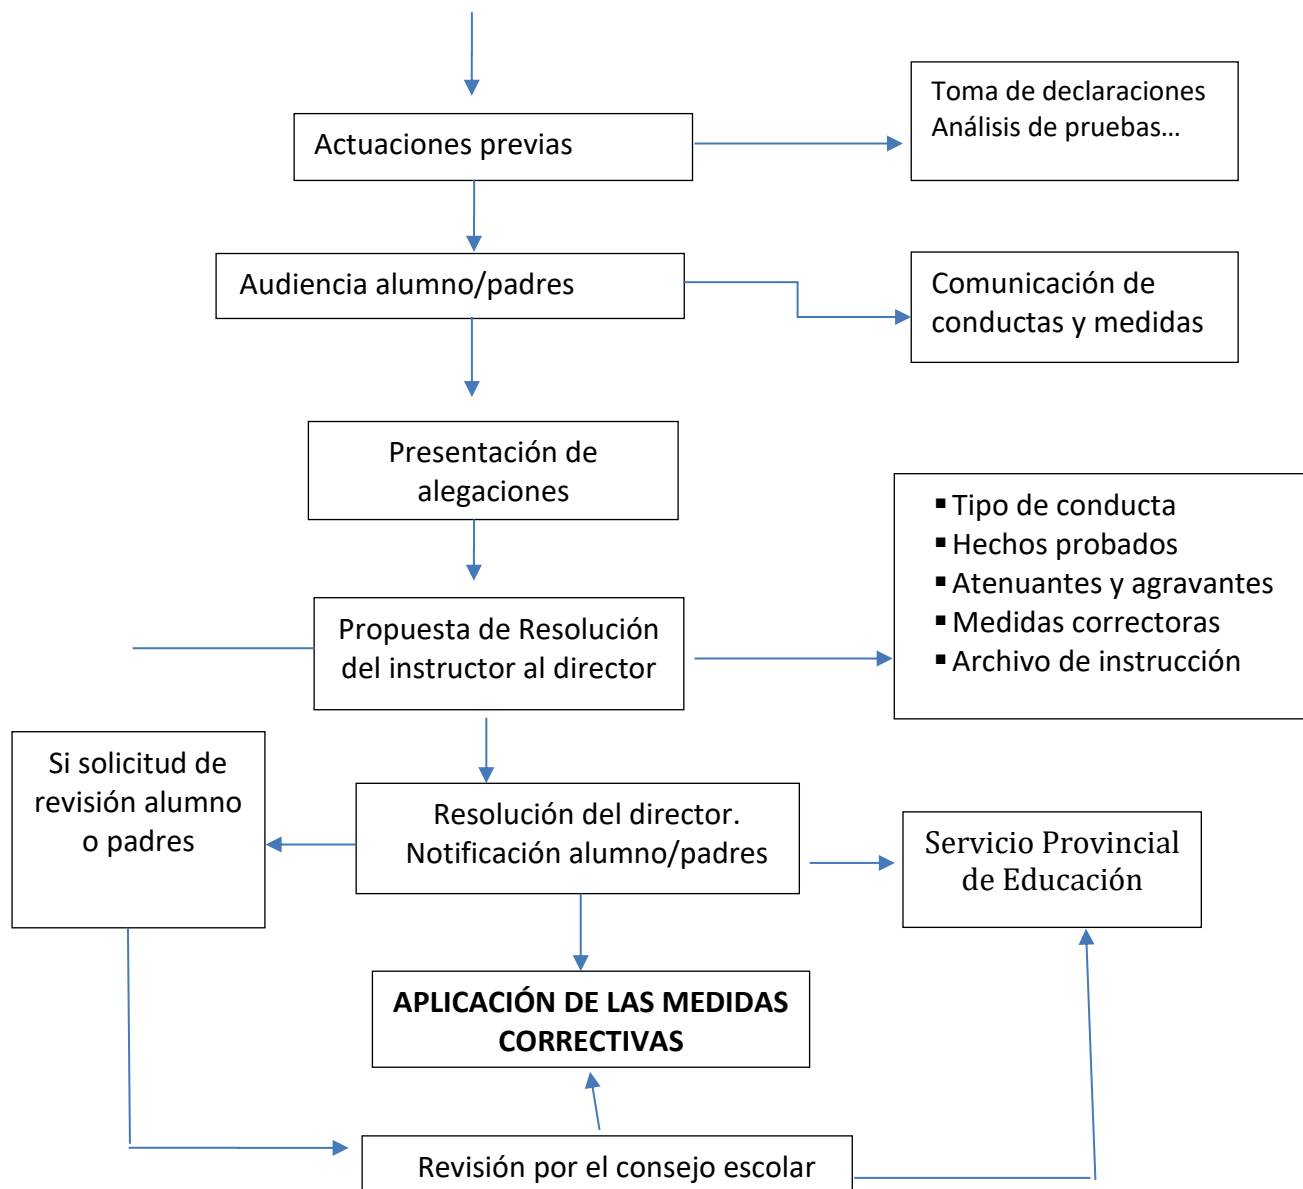 Toma de declaraciones
Análisis de pruebas...
Actuaciones previas
Audiencia alumno/padres
Comunicación de
conductas y medidas
Presentación de
alegaciones
▪ Tipo de conducta
▪ Hechos probados
▪ Atenuantes y agravantes
▪ Medidas correctoras
▪ Archivo de instrucción
Propuesta de Resolución
del instructor al director
Si solicitud de
revisión alumno
o padres
Resolución del director.
Notificación alumno/padres
Servicio Provincial
de Educación
APLICACIÓN DE LAS MEDIDAS
CORRECTIVAS
Revisión por el consejo escolar